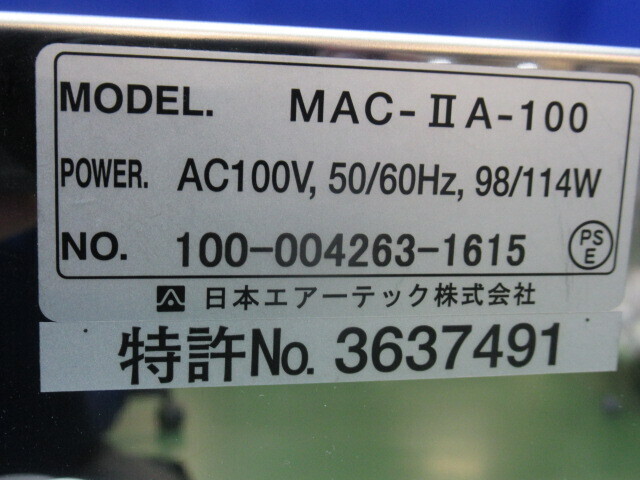 MODEL. MAC-ⅡA-100
POWER. AC100V, 50/60Hz, 98/114W
NO. 100-004263-1615
PS
E
日本エアーテック株式会社
特許No. 3637491